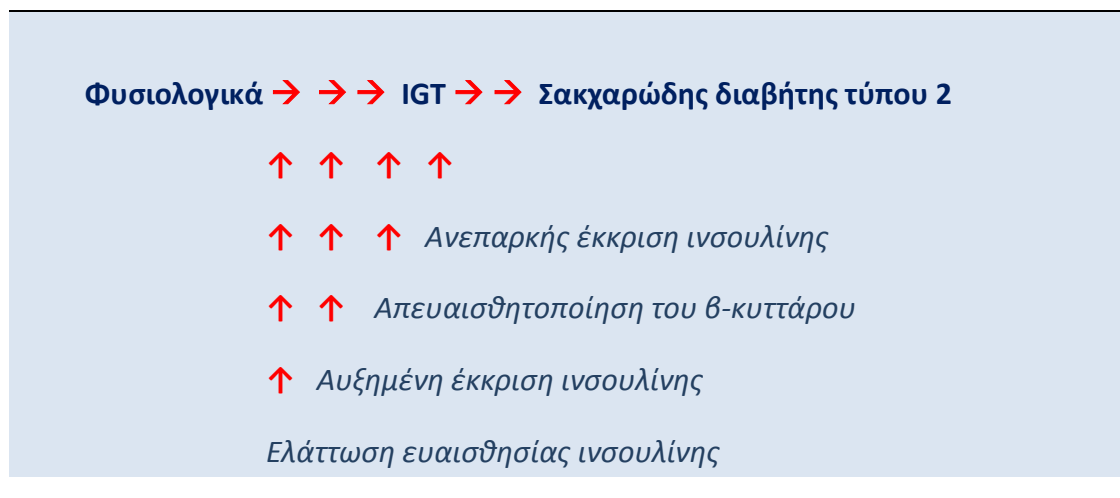 Φυσιολογικά → → → IGT → → Σακχαρώδης διαβήτης τύπου 2
↑ ↑ ↑ ↑
↑ ↑ ↑ Ανεπαρκής έκκριση ινσουλίνης
↑ ↑ Απευαισθητοποίηση του β-κυττάρου
↑ Αυξημένη έκκριση ινσουλίνης
Ελάττωση ευαισθησίας ινσουλίνης